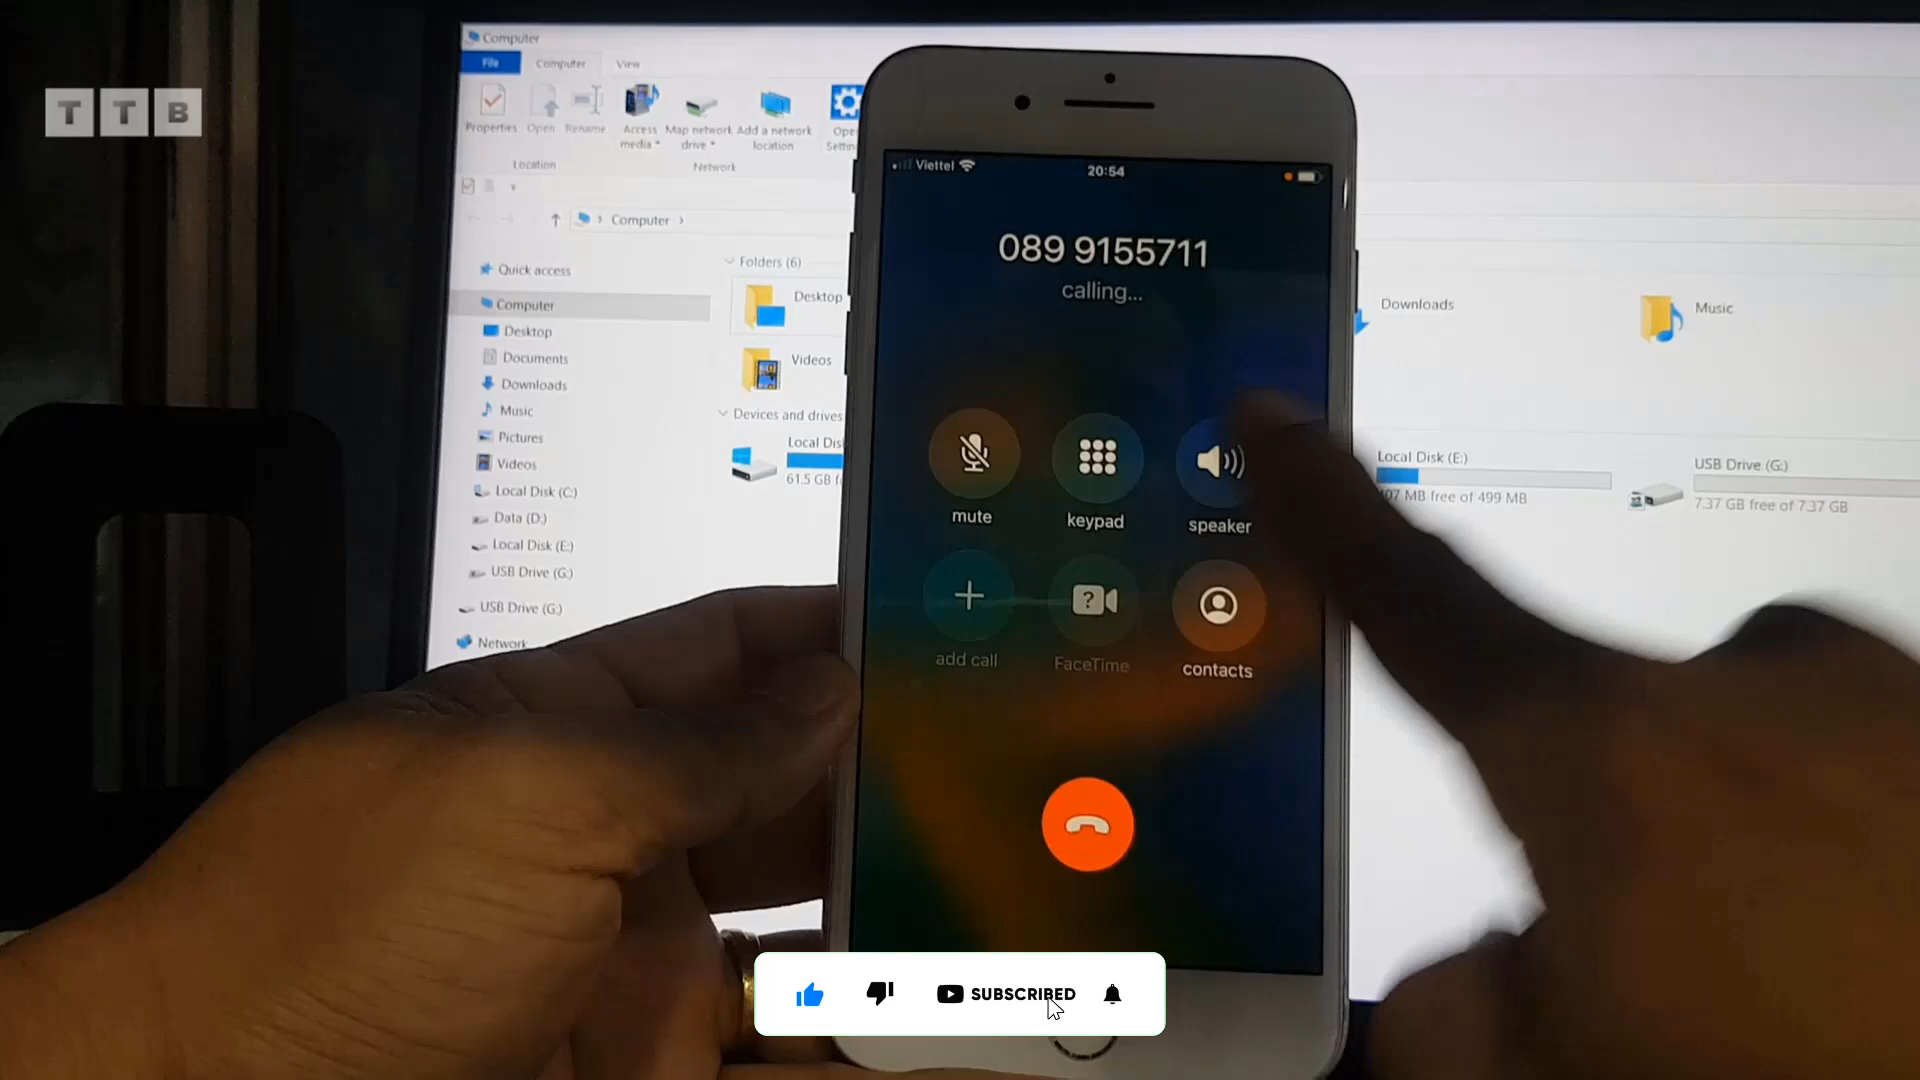 TTB
Computer
File Computer View
Properties Open Rename Access media Map network drive Add a network location
Location Network
Computer
Quick access
Computer
Desktop
Documents
Downloads
Music
Pictures
Videos
Local Disk (C:)
Data (D:)
Local Disk (E:)
USB Drive (G:)
USB Drive (G:)
Network
Folders (6)
Desktop
Videos
Devices and drives
Local
61.5 GB
Viettel 20:54
089 9155711
calling...
mute keypad speaker
add call FaceTime contacts
Downloads Music
Local Disk (E:)
MB free of 499 MB
USB Drive (G:)
7.37 GB free of 7.37 GB
SUBSCRIBED